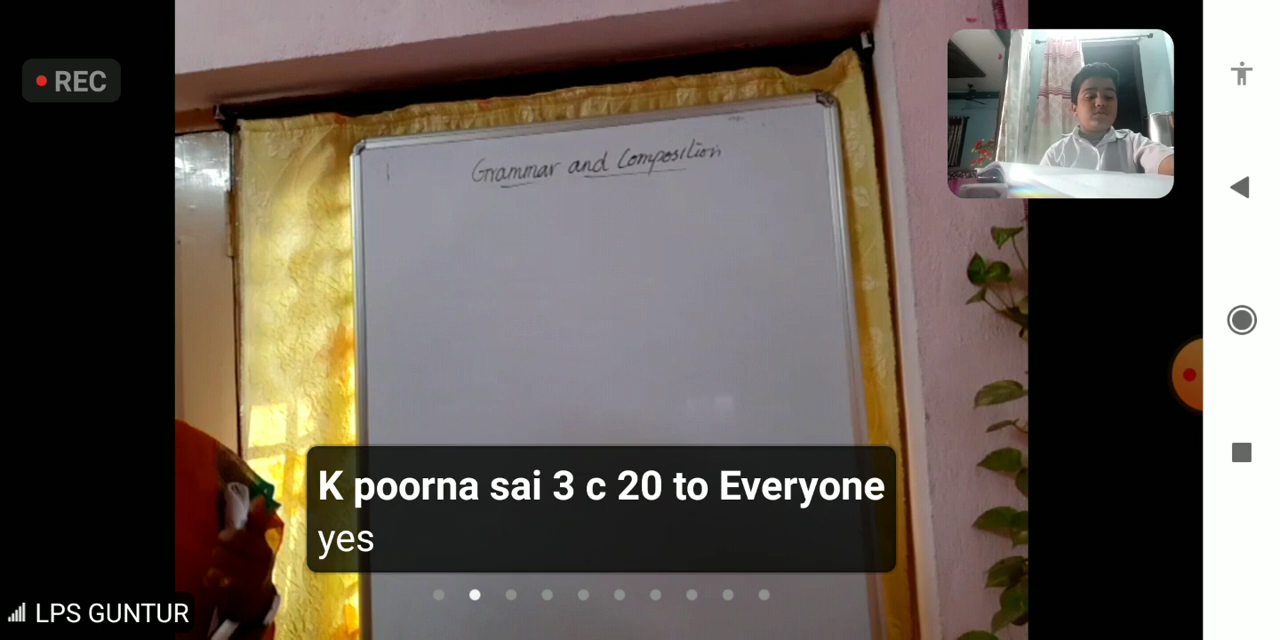 REC
Grammar and Composition
K poorna sai 3 c 20 to Everyone
yes
LPS GUNTUR